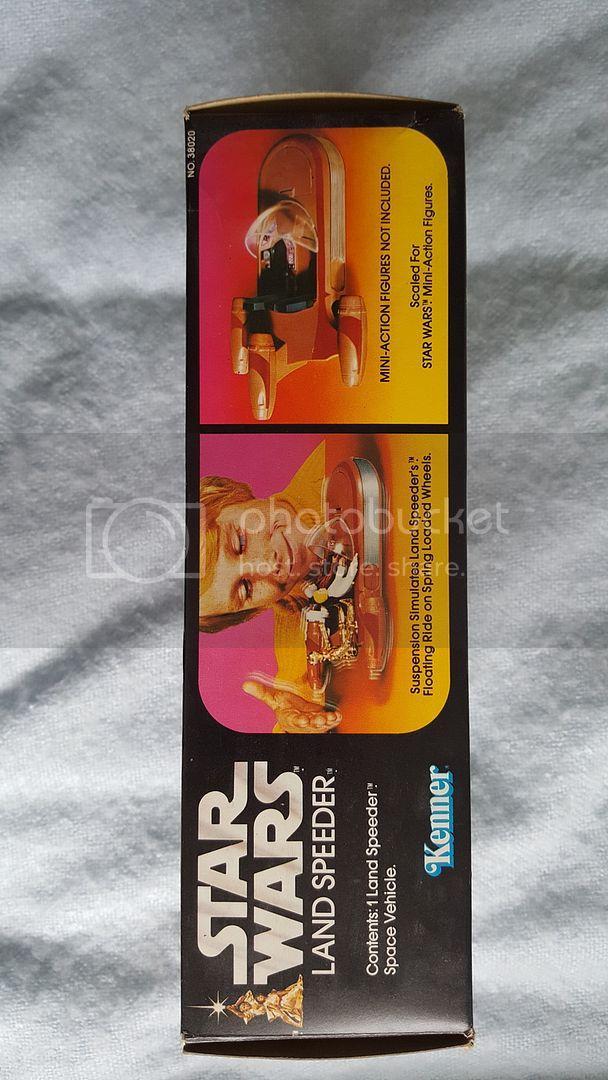 STAR
WARS™
LAND SPEEDER™
Contents: 1 Land Speeder™
Space Vehicle.
Kenner
Suspension Simulates Land Speeder's™
Floating Ride on Spring Loaded Wheels.
MINI-ACTION FIGURES NOT INCLUDED.
Scaled For
STAR WARS™ Mini-Action Figures.
NO. 38020
photobucket
host. store. share.